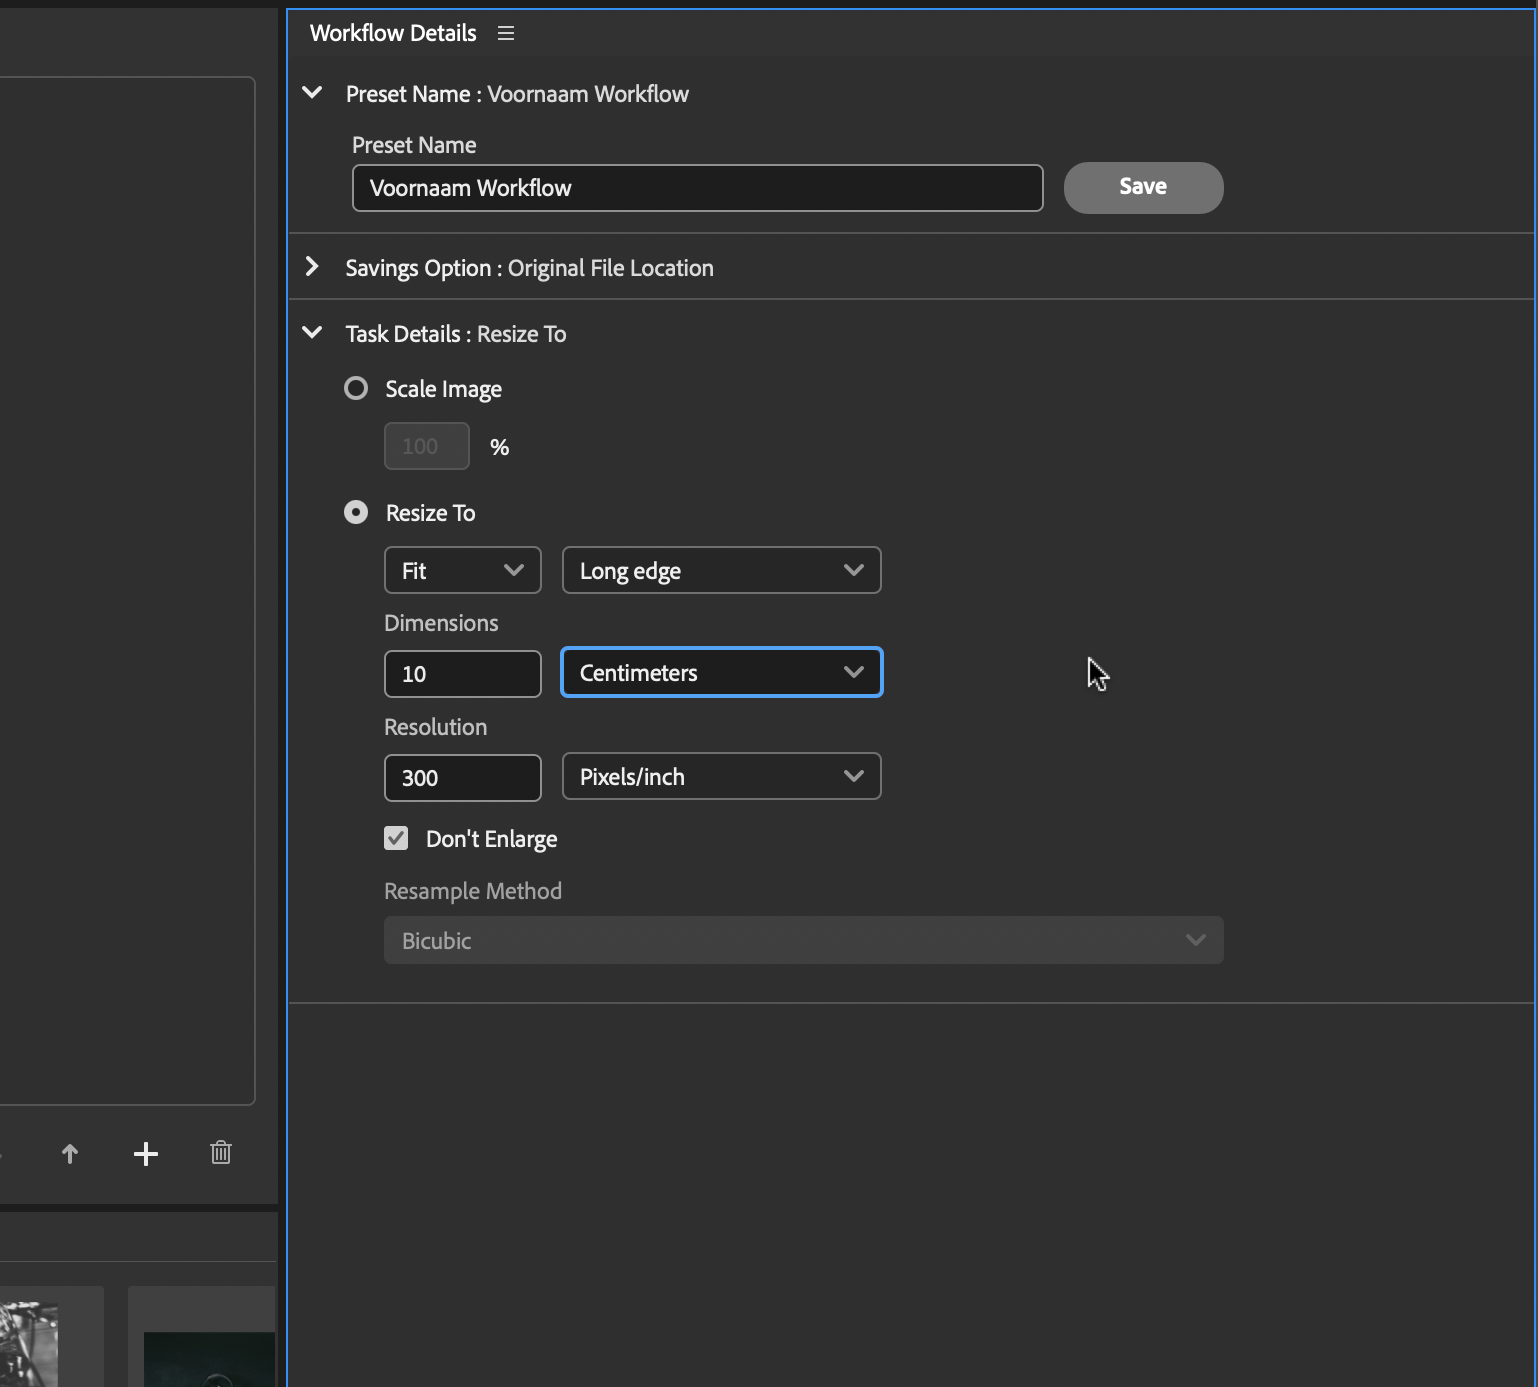 Workflow Details
Preset Name : Voornaam Workflow
Preset Name
Voornaam Workflow
Save
Savings Option : Original File Location
Task Details : Resize To
Scale Image
100 %
Resize To
Fit Long edge
Dimensions
10 Centimeters
Resolution
300 Pixels/inch
Don't Enlarge
Resample Method
Bicubic